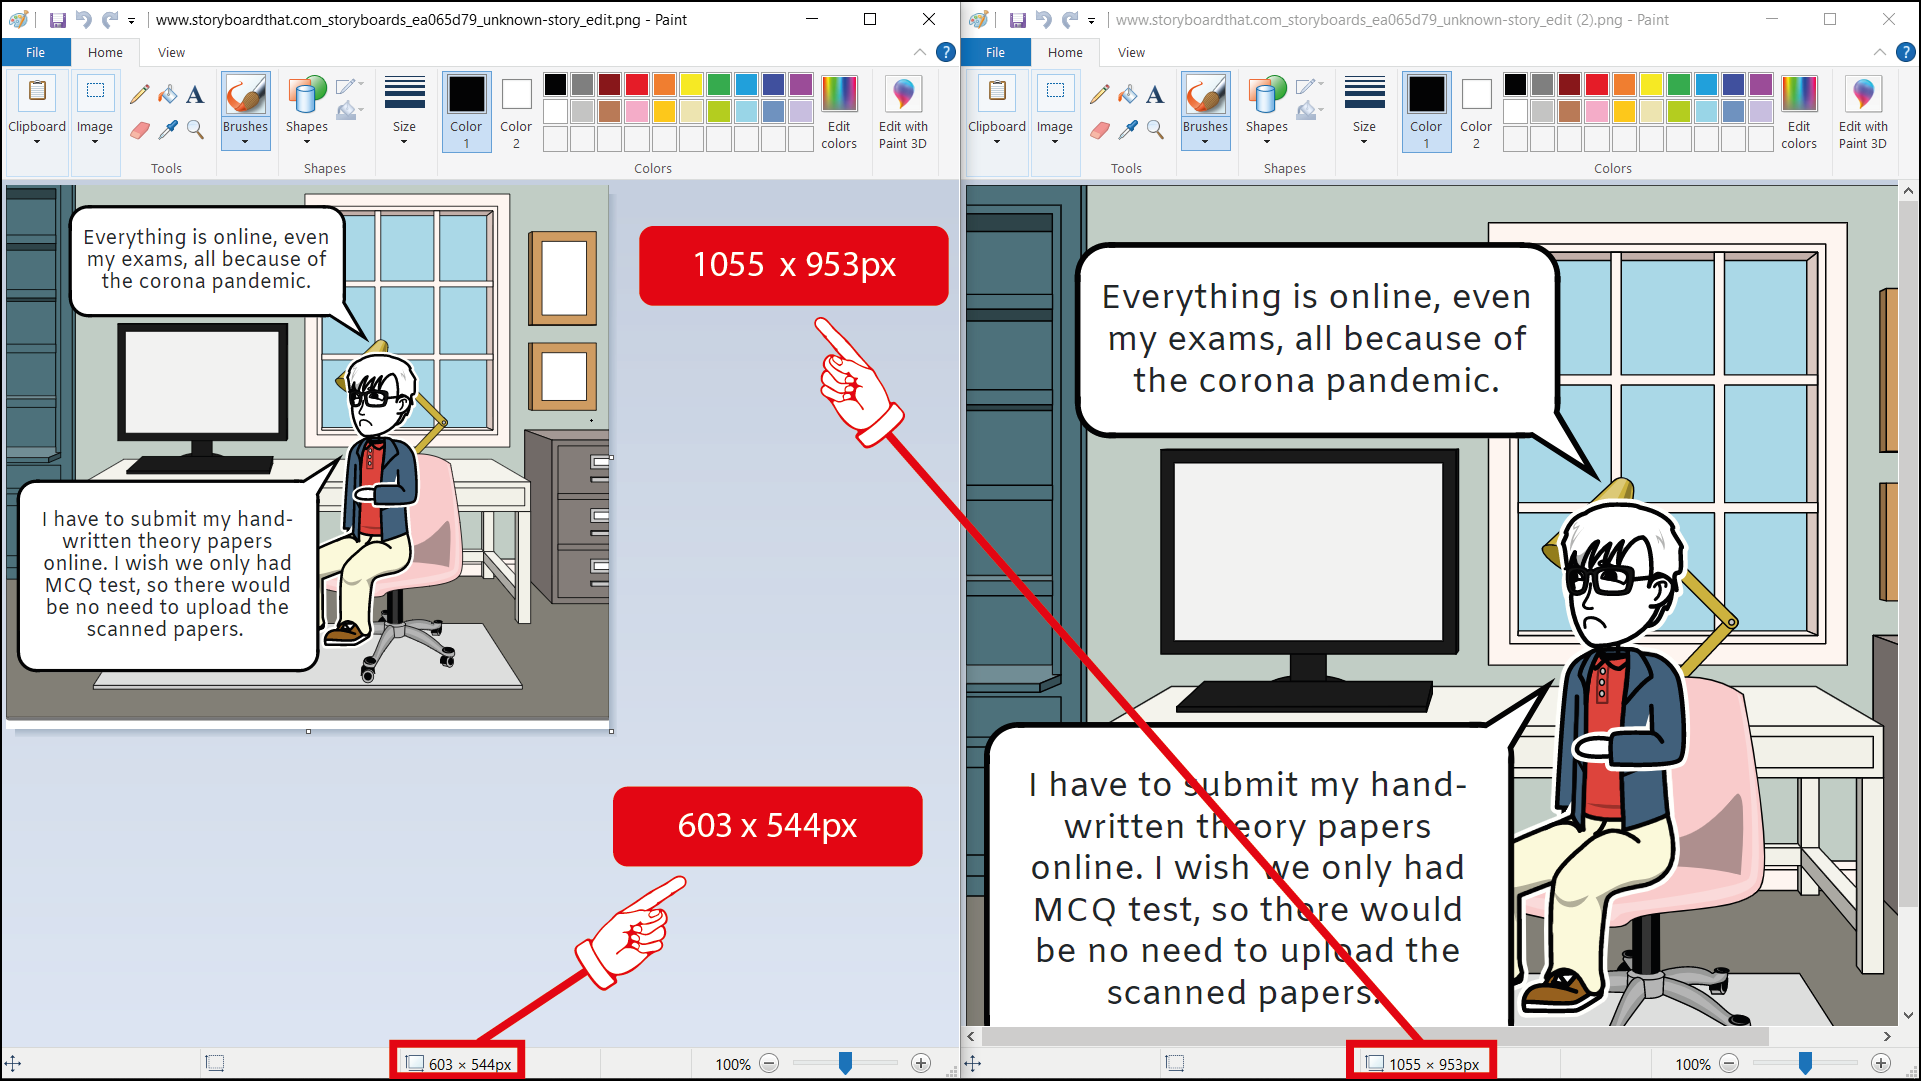 www.storyboardthat.com_storyboards_ea065d79_unknown-story_edit.png - Paint
File
Home
View
Clipboard
Image
Tools
A
Brushes
Shapes
Shapes
Size
Color
1
Color
2
Colors
Edit
colors
Edit with
Paint 3D
?
Everything is online, even
my exams, all because of
the corona pandemic.
I have to submit my hand-
written theory papers
online. I wish we only had
MCQ test, so there would
be no need to upload the
scanned papers.
1055 x 953px
603 x 544px
603 × 544px
100%
www.storyboardthat.com_storyboards_ea065d79_unknown-story_edit (2).png - Paint
File
Home
View
Clipboard
Image
Tools
A
Brushes
Shapes
Shapes
Size
Color
1
Color
2
Colors
Edit
colors
Edit with
Paint 3D
?
Everything is online, even
my exams, all because of
the corona pandemic.
I have to submit my hand-
written theory papers
online. I wish we only had
MCQ test, so there would
be no need to upload the
scanned papers.
1055 × 953px
100%